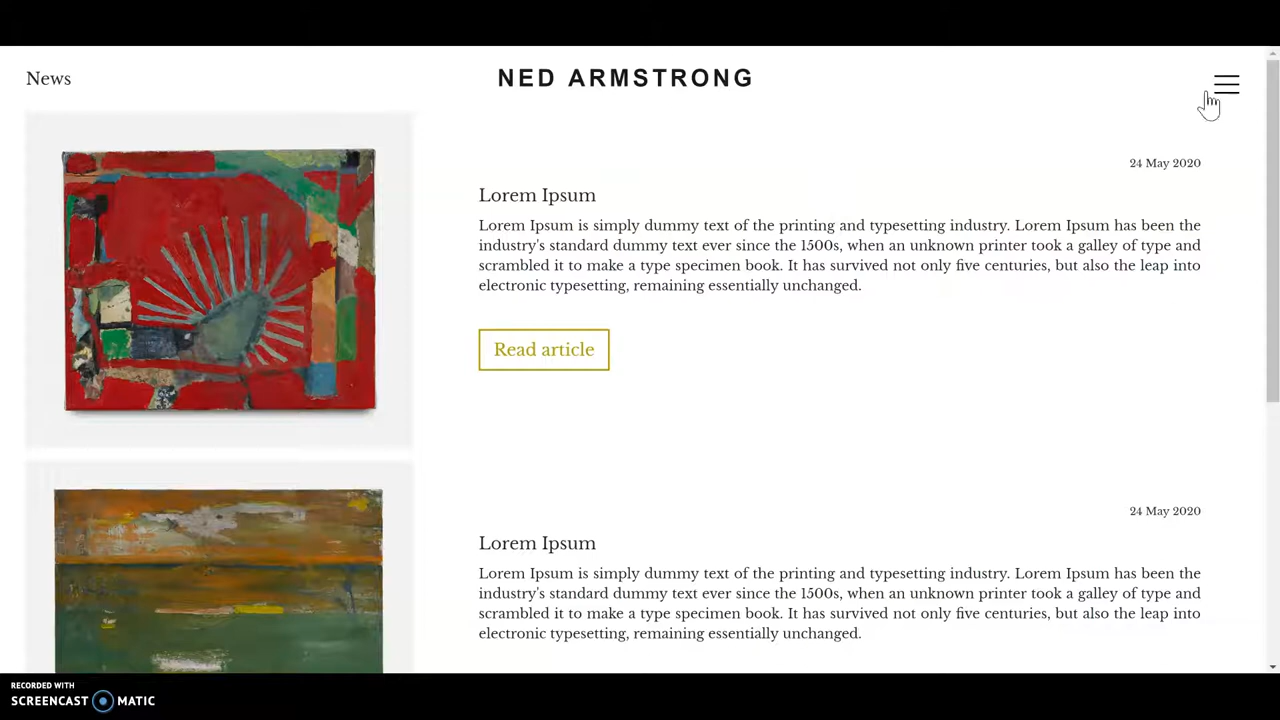 News
NED ARMSTRONG
24 May 2020
Lorem Ipsum
Lorem Ipsum is simply dummy text of the printing and typesetting industry. Lorem Ipsum has been the
industry's standard dummy text ever since the 1500s, when an unknown printer took a galley of type and
scrambled it to make a type specimen book. It has survived not only five centuries, but also the leap into
electronic typesetting, remaining essentially unchanged.
Read article
24 May 2020
Lorem Ipsum
Lorem Ipsum is simply dummy text of the printing and typesetting industry. Lorem Ipsum has been the
industry's standard dummy text ever since the 1500s, when an unknown printer took a galley of type and
scrambled it to make a type specimen book. It has survived not only five centuries, but also the leap into
electronic typesetting, remaining essentially unchanged.
RECORDED WITH
SCREENCAST MATIC